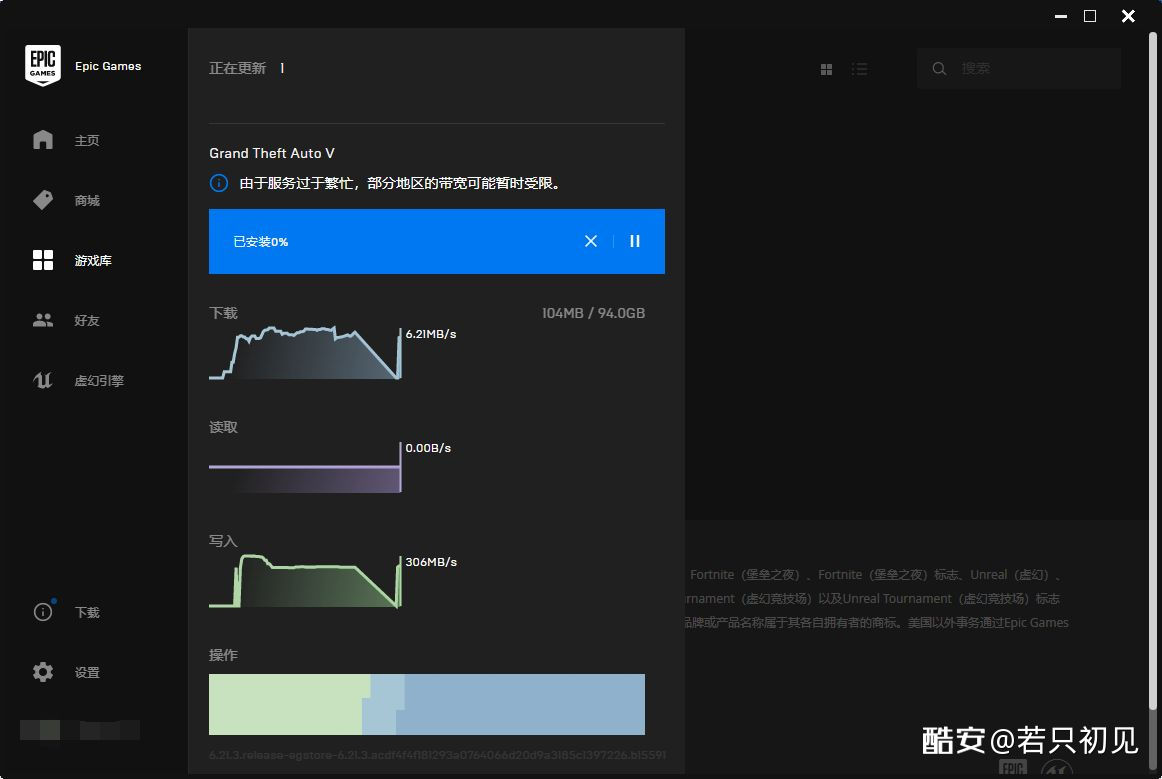 EPIC
GAMES
Epic Games
主页
商城
游戏库
好友
虚幻引擎
下载
设置
正在更新 1
Grand Theft Auto V
由于服务过于繁忙，部分地区的带宽可能暂时受限。
已安装0%
下载
104MB / 94.0GB
6.21MB/s
读取
0.00B/s
写入
306MB/s
操作
6.21.3.release-egstore-6.21.3.acdf4f4f181293a0764066d20d9a3185c1397226.b15591
搜索
Fortnite（堡垒之夜）、Fortnite（堡垒之夜）标志、Unreal（虚幻）、
rnament（虚幻竞技场）以及Unreal Tournament（虚幻竞技场）标志
品牌或产品名称属于其各自拥有者的商标。美国以外事务通过Epic Games
酷安@若只初见
EPIC